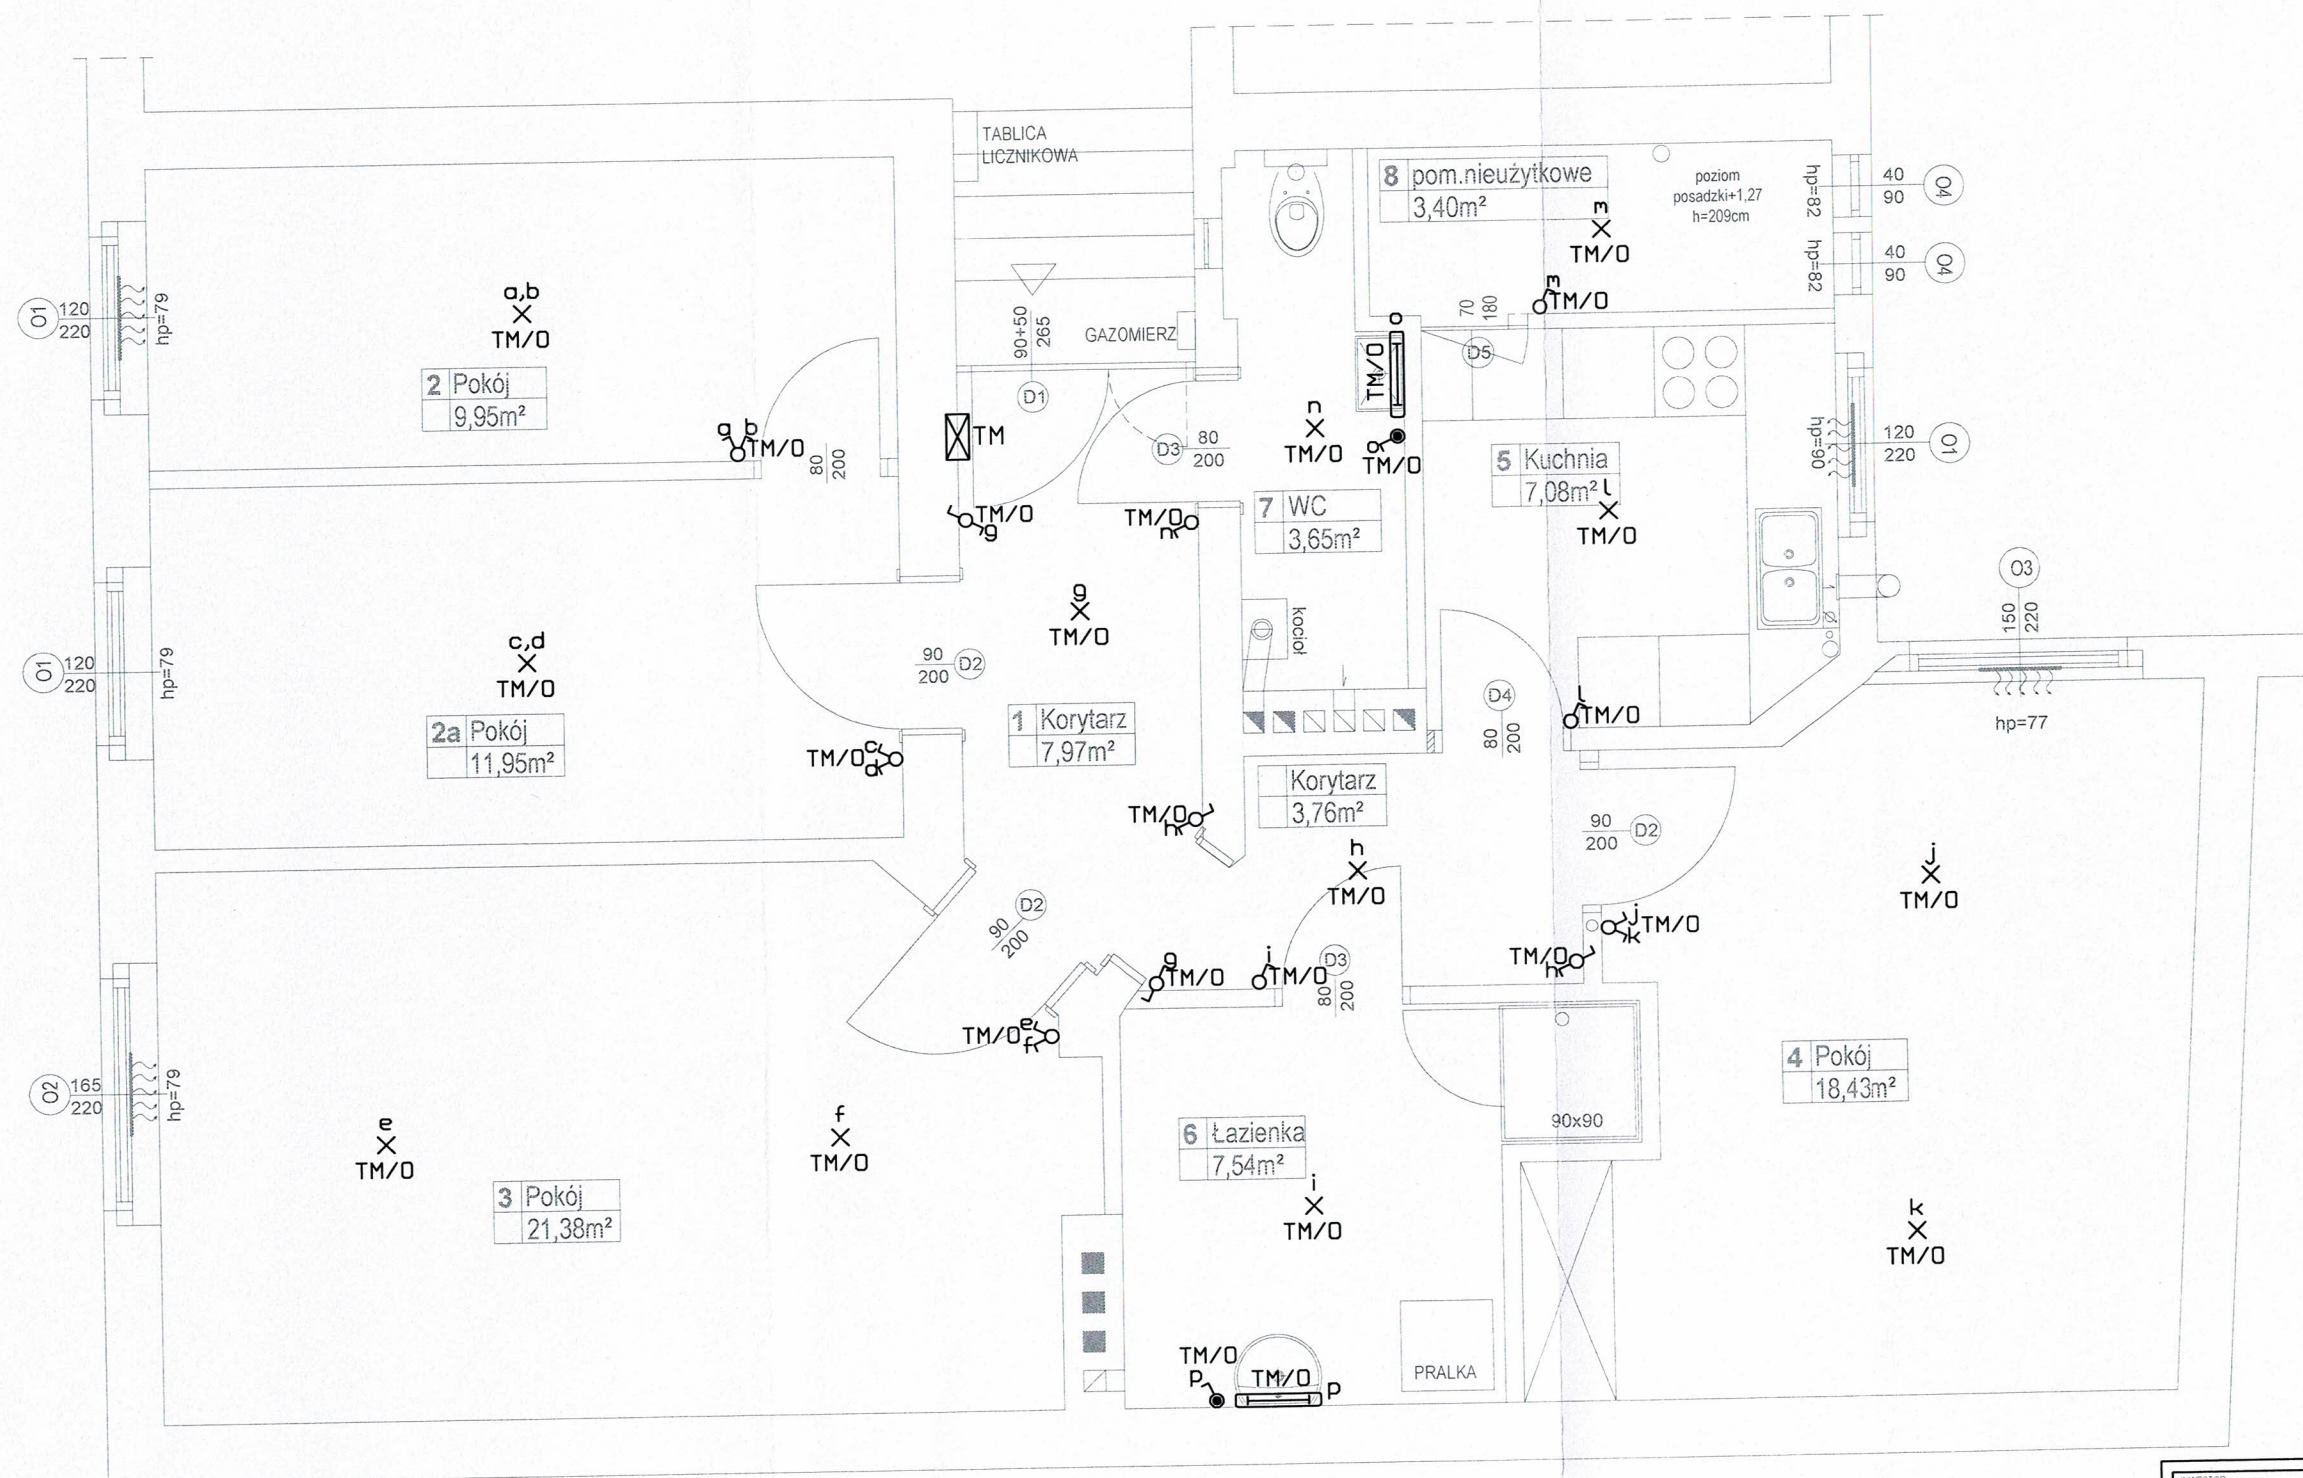 TABLICA
LICZNIKOWA
8 pom.nieużytkowe
3,40m²
poziom
posadzki+1,27
h=209cm
m
TM/O
m
TM/O
hp=82
40
90
O4
hp=82
40
90
O4
O1
120
220
hp=79
a,b
TM/O
2 Pokój
9,95m²
a b
TM/O
80
200
90+50
265
GAZOMIERZ
D1
TM
D3
80
200
TM/O
g
TM/O
n
n
TM/O
o
TM/O
o
TM/O
70
180
D5
5 Kuchnia
7,08m²
l
TM/O
hp=90
120
220
O1
7 WC
3,65m²
kocioł
O3
150
220
hp=77
O1
120
220
hp=79
c,d
TM/O
2a Pokój
11,95m²
TM/O
c
d
90
200
D2
g
TM/O
1 Korytarz
7,97m²
D4
80
200
l
TM/O
Korytarz
3,76m²
TM/O
h
h
TM/O
90
200
D2
j
TM/O
j
k
TM/O
TM/O
h
D2
90
200
g
TM/O
i
TM/O
D3
80
200
TM/O
e
f
O2
165
220
hp=79
e
TM/O
f
TM/O
3 Pokój
21,38m²
6 Łazienka
7,54m²
i
TM/O
90x90
4 Pokój
18,43m²
k
TM/O
TM/O
p
TM/O
p
PRALKA